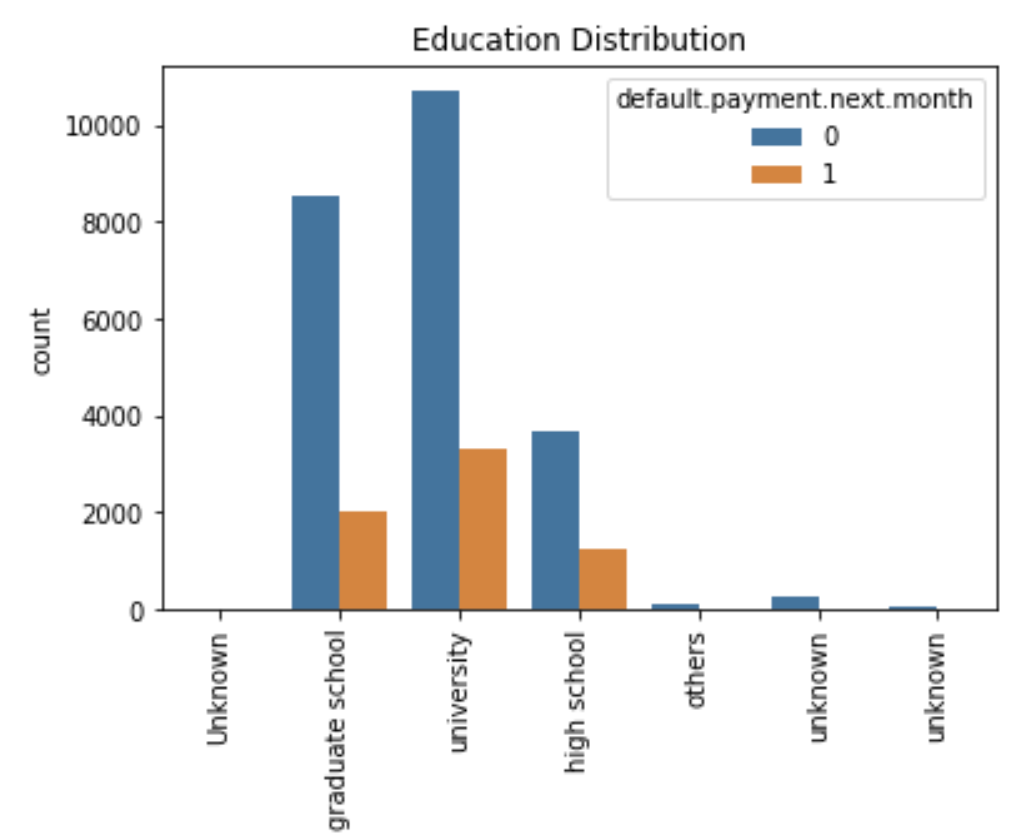 Education Distribution
default.payment.next.month
0
1
10000
8000
6000
4000
2000
0
count
Unknown
graduate school
university
high school
others
unknown
unknown